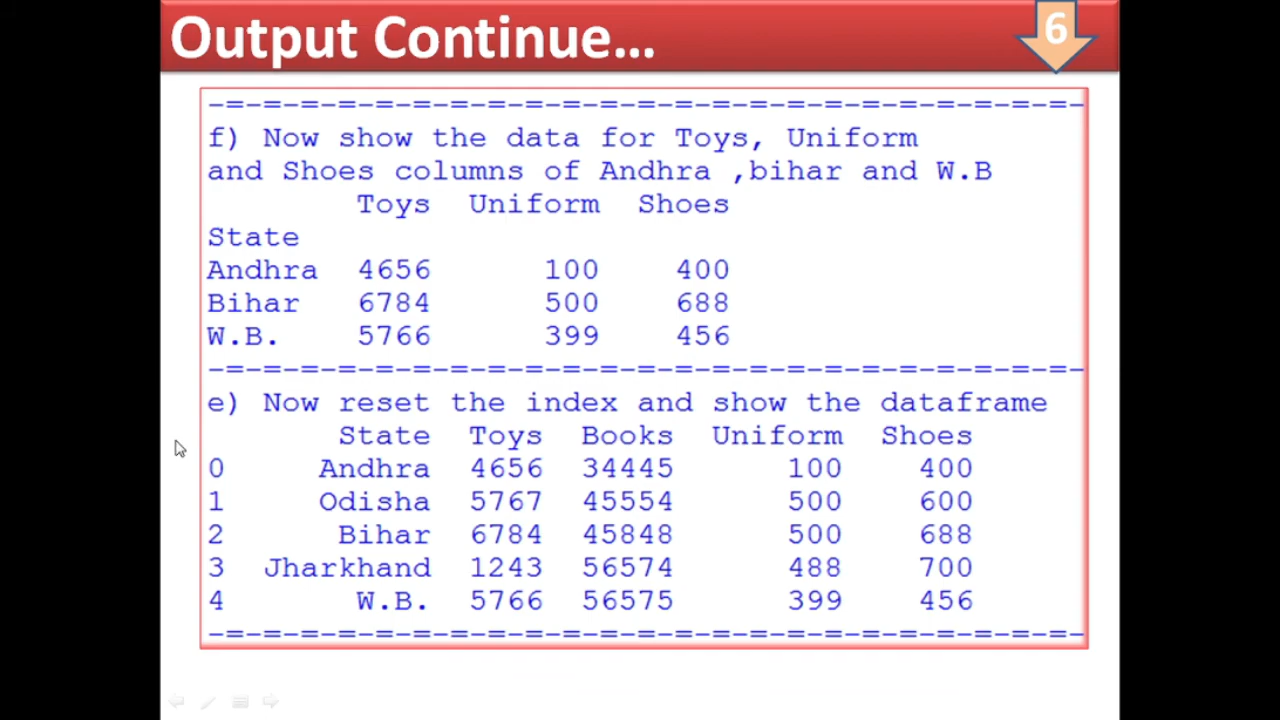 Output Continue...
6
-=-=-=-=-=-=-=-=-=-=-=-=-=-=-=-=-=-=-=-=-=-=-=-
f) Now show the data for Toys, Uniform
and Shoes columns of Andhra ,bihar and W.B
Toys Uniform Shoes
State
Andhra 4656 100 400
Bihar 6784 500 688
W.B. 5766 399 456
-=-=-=-=-=-=-=-=-=-=-=-=-=-=-=-=-=-=-=-=-=-=-=-
e) Now reset the index and show the dataframe
State Toys Books Uniform Shoes
0 Andhra 4656 34445 100 400
1 Odisha 5767 45554 500 600
2 Bihar 6784 45848 500 688
3 Jharkhand 1243 56574 488 700
4 W.B. 5766 56575 399 456
-=-=-=-=-=-=-=-=-=-=-=-=-=-=-=-=-=-=-=-=-=-=-=-